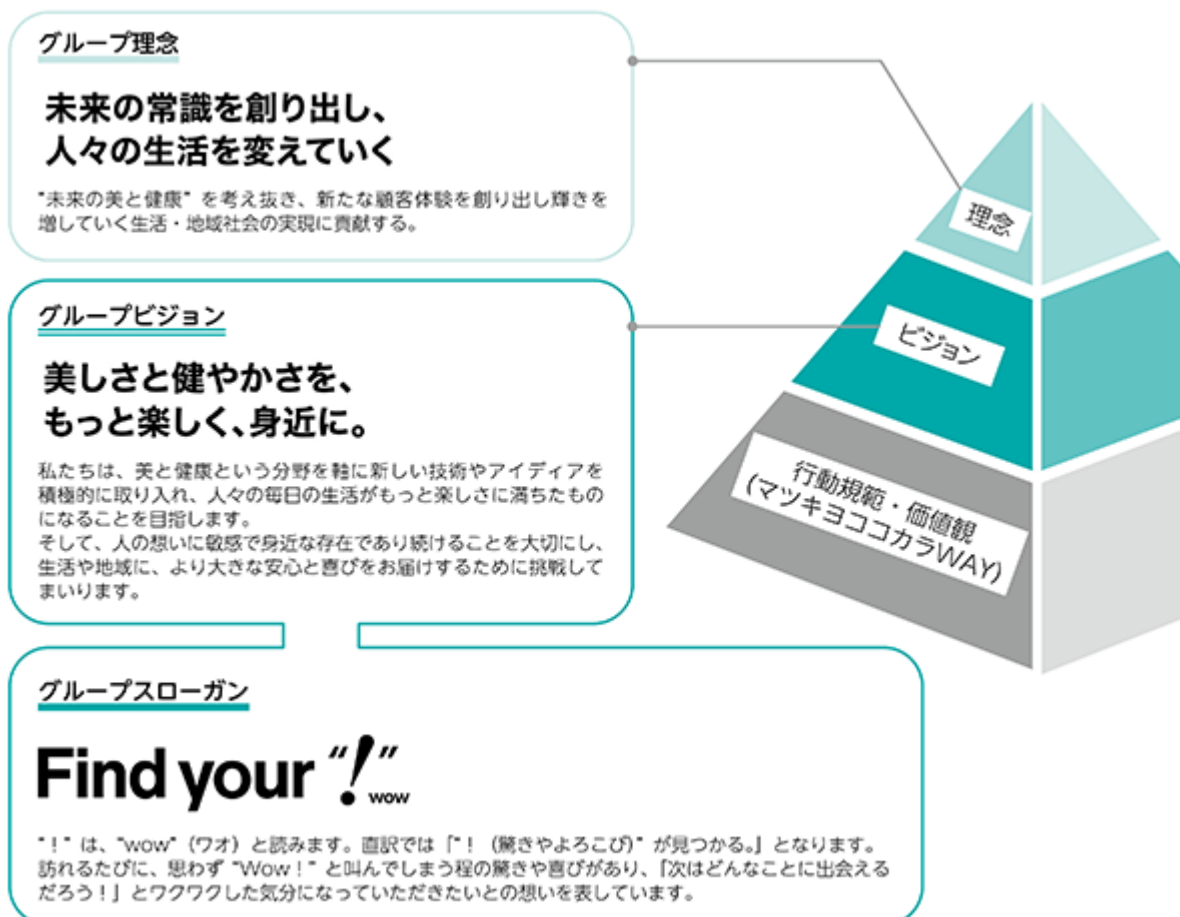 グループ理念
未来の常識を創り出し、
人々の生活を変えていく
"未来の美と健康" を考え抜き、新たな顧客体験を創り出し輝きを
増していく生活・地域社会の実現に貢献する。
グループビジョン
美しさと健やかさを、
もっと楽しく、身近に。
私たちは、美と健康という分野を軸に新しい技術やアイディアを
積極的に取り入れ、人々の毎日の生活がもっと楽しさに満ちたもの
になることを目指します。
そして、人の想いに敏感で身近な存在であり続けることを大切にし、
生活や地域に、より大きな安心と喜びをお届けするために挑戦して
まいります。
グループスローガン
Find your "!"
wow
"！" は、"wow"（ワオ）と読みます。直訳では「"！（驚きやよろこび）" が見つかる。」となります。
訪れるたびに、思わず "Wow！" と叫んでしまう程の驚きや喜びがあり、「次はどんなことに出会える
だろう！」とワクワクした気分になっていただきたいとの想いを表しています。
理念
ビジョン
行動規範・価値観
(マツキヨココカラWAY)